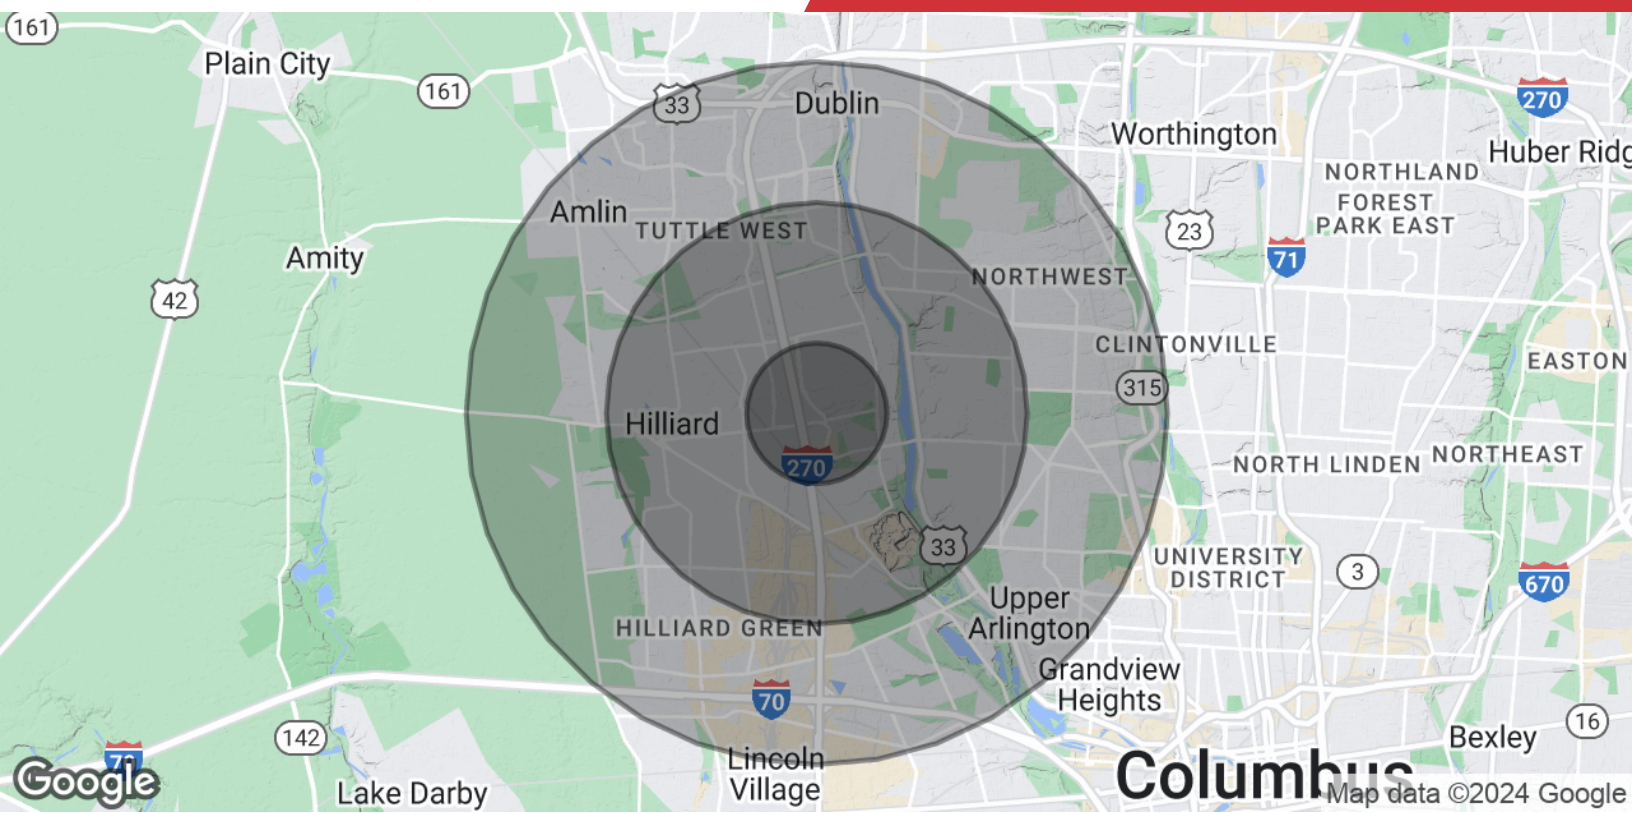 161
Plain City
161
33
Dublin
270
Worthington
Huber Ridg
NORTHLAND
FOREST
PARK EAST
Amlin
TUTTLE WEST
23
71
Amity
NORTHWEST
42
CLINTONVILLE
EASTON
315
Hilliard
270
NORTH LINDEN
NORTHEAST
33
UNIVERSITY
DISTRICT
3
670
Upper
Arlington
HILLIARD GREEN
Grandview
Heights
70
16
142
Bexley
70
Lincoln
Village
Columbus
Google
Lake Darby
Map data ©2024 Google